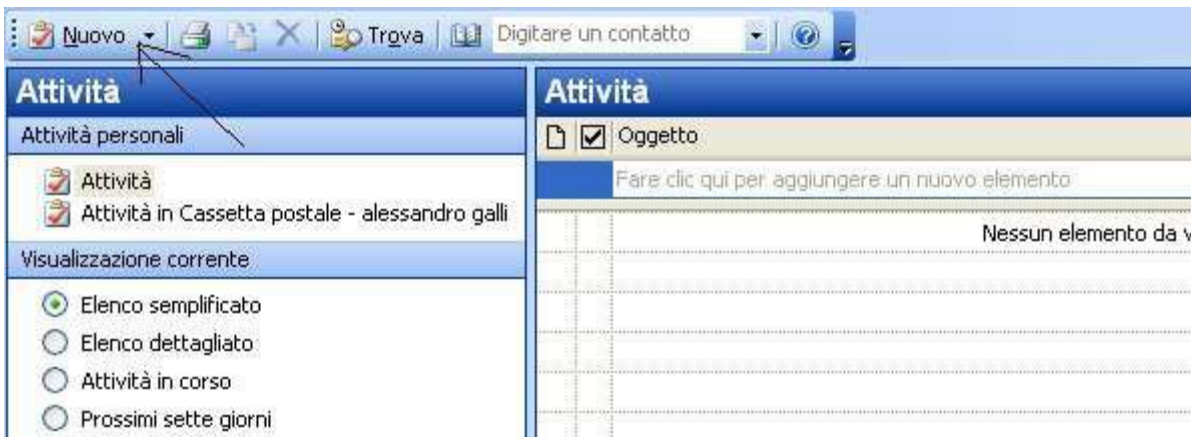 Nuovo Trova Digitare un contatto
Attività
Attività personali
Attività
Attività in Cassetta postale - alessandro galli
Visualizzazione corrente
Elenco semplificato
Elenco dettagliato
Attività in corso
Prossimi sette giorni
Attività
Oggetto
Fare clic qui per aggiungere un nuovo elemento
Nessun elemento da v